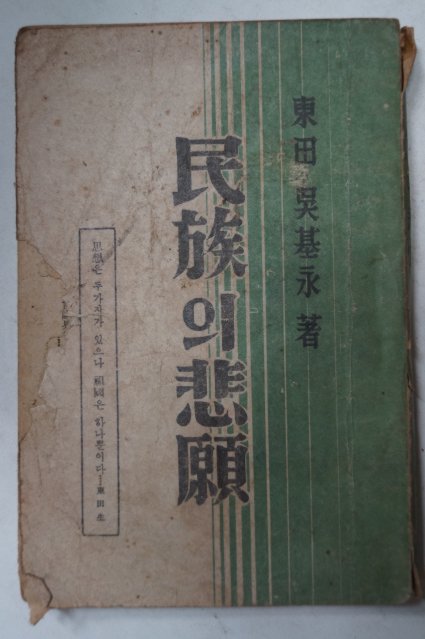 東田 吳基永 著
民族의 悲願
思想은 두가지가 있으나 祖國은 하나뿐이다…東田生